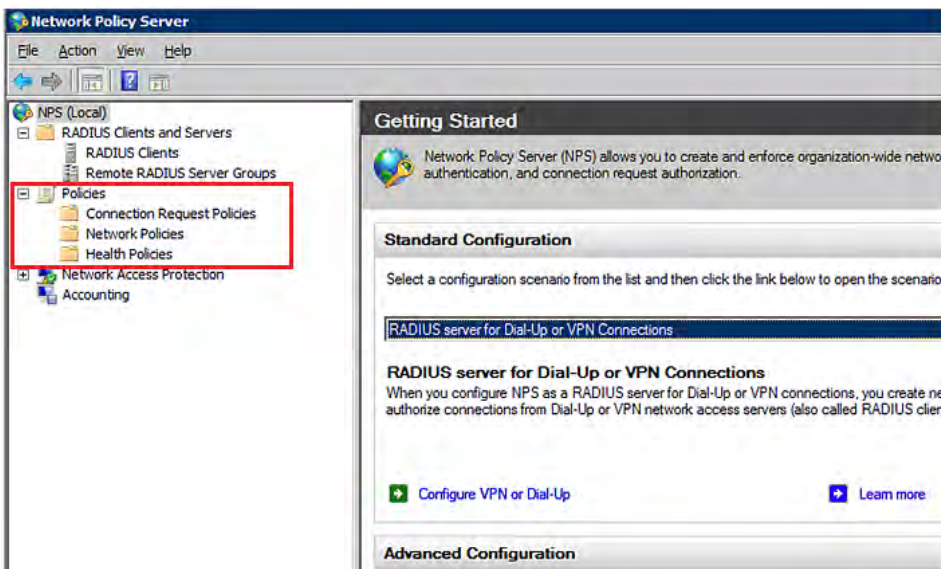 Network Policy Server
File Action View Help
NPS (Local)
RADIUS Clients and Servers
RADIUS Clients
Remote RADIUS Server Groups
Policies
Connection Request Policies
Network Policies
Health Policies
Network Access Protection
Accounting
Getting Started
Network Policy Server (NPS) allows you to create and enforce organization-wide netwo
authentication, and connection request authorization.
Standard Configuration
Select a configuration scenario from the list and then click the link below to open the scenario
RADIUS server for Dial-Up or VPN Connections
RADIUS server for Dial-Up or VPN Connections
When you configure NPS as a RADIUS server for Dial-Up or VPN connections, you create ne
authorize connections from Dial-Up or VPN network access servers (also called RADIUS clien
Configure VPN or Dial-Up
Learn more
Advanced Configuration